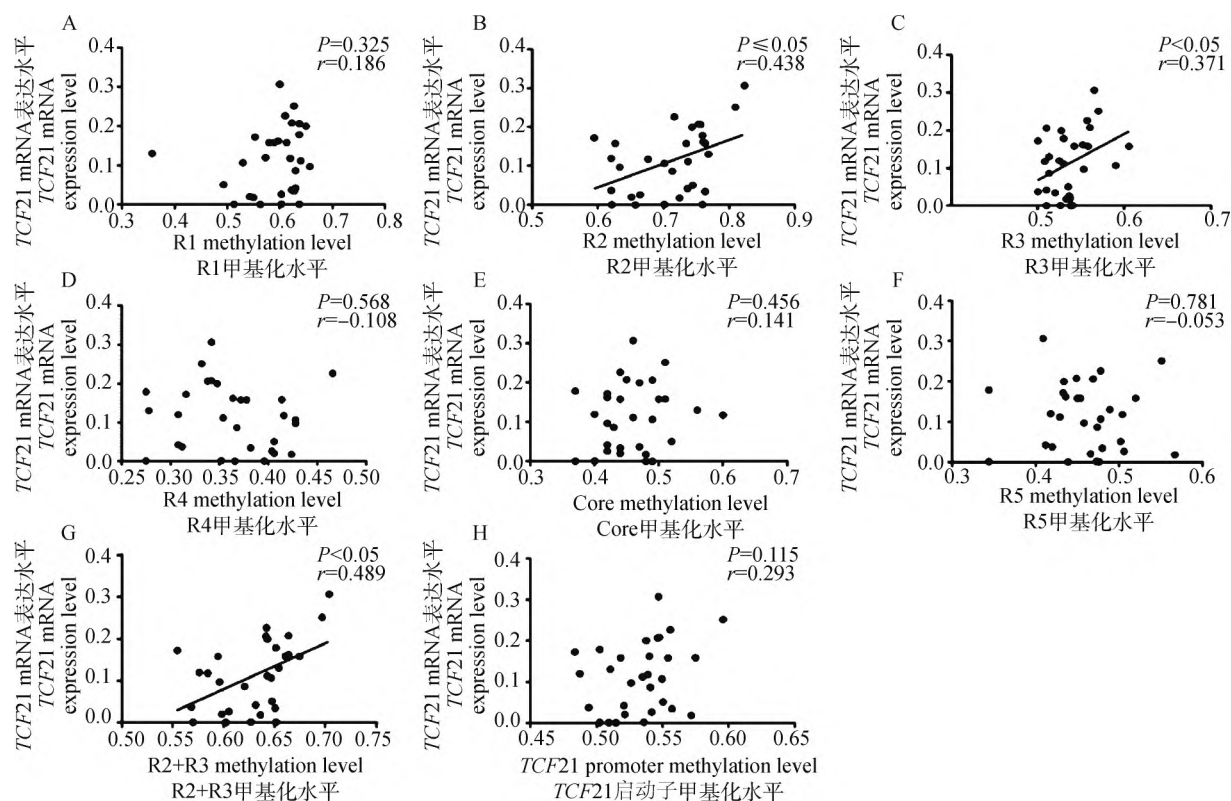 A
TCF21 mRNA表达水平
TCF21 mRNA
expression level
P=0.325
r=0.186
0.4
0.3
0.2
0.1
0.0
0.3 0.4 0.5 0.6 0.7 0.8
R1 methylation level
R1甲基化水平
B
TCF21 mRNA表达水平
TCF21 mRNA
expression level
P≤0.05
r=0.438
0.4
0.3
0.2
0.1
0.0
0.5 0.6 0.7 0.8 0.9
R2 methylation level
R2甲基化水平
C
TCF21 mRNA表达水平
TCF21 mRNA
expression level
P<0.05
r=0.371
0.4
0.3
0.2
0.1
0.0
0.5 0.6 0.7
R3 methylation level
R3甲基化水平
D
TCF21 mRNA表达水平
TCF21 mRNA
expression level
P=0.568
r=−0.108
0.4
0.3
0.2
0.1
0.0
0.25 0.30 0.35 0.40 0.45 0.50
R4 methylation level
R4甲基化水平
E
TCF21 mRNA表达水平
TCF21 mRNA
expression level
P=0.456
r=0.141
0.4
0.3
0.2
0.1
0.0
0.3 0.4 0.5 0.6 0.7
Core methylation level
Core甲基化水平
F
TCF21 mRNA表达水平
TCF21 mRNA
expression level
P=0.781
r=−0.053
0.4
0.3
0.2
0.1
0.0
0.3 0.4 0.5 0.6
R5 methylation level
R5甲基化水平
G
TCF21 mRNA表达水平
TCF21 mRNA
expression level
P<0.05
r=0.489
0.4
0.3
0.2
0.1
0.0
0.50 0.55 0.60 0.65 0.70 0.75
R2+R3 methylation level
R2+R3甲基化水平
H
TCF21 mRNA表达水平
TCF21 mRNA
expression level
P=0.115
r=0.293
0.4
0.3
0.2
0.1
0.0
0.45 0.50 0.55 0.60 0.65
TCF21 promoter methylation level
TCF21启动子甲基化水平